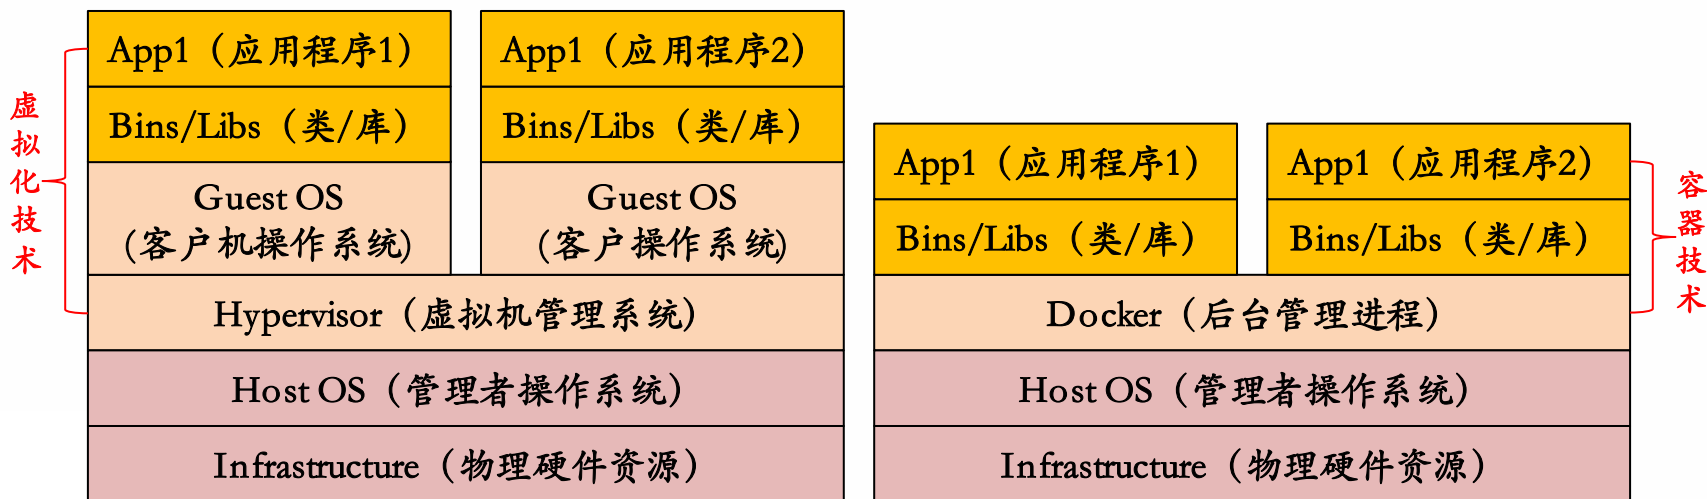 虚拟化技术
App1（应用程序1）
App1（应用程序2）
Bins/Libs（类/库）
Bins/Libs（类/库）
Guest OS
(客户机操作系统)
Guest OS
(客户操作系统)
Hypervisor（虚拟机管理系统）
Host OS（管理者操作系统）
Infrastructure（物理硬件资源）
App1（应用程序1）
App1（应用程序2）
Bins/Libs（类/库）
Bins/Libs（类/库）
Docker（后台管理进程）
Host OS（管理者操作系统）
Infrastructure（物理硬件资源）
容器技术